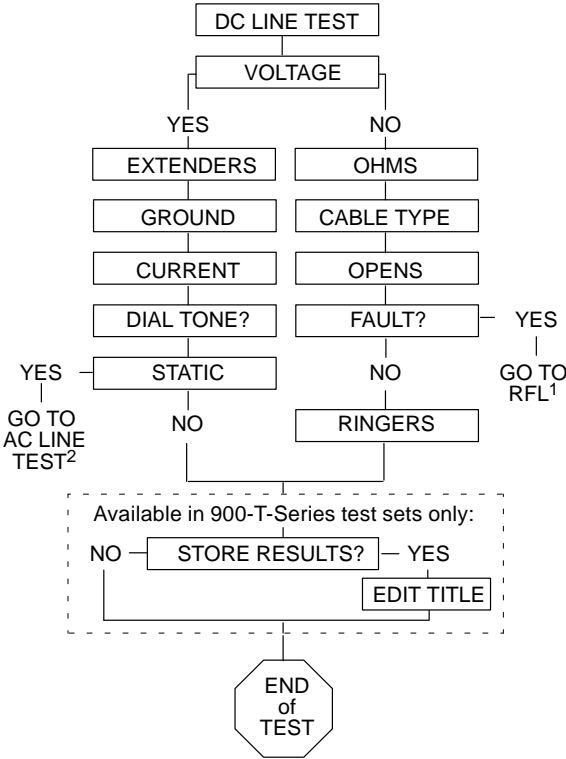 DC LINE TEST
VOLTAGE
YES
NO
EXTENDERS
OHMS
GROUND
CABLE TYPE
CURRENT
OPENS
DIAL TONE?
FAULT?
YES
YES
STATIC
NO
GO TO
RFL1
GO TO
AC LINE
TEST2
NO
RINGERS
Available in 900-T-Series test sets only:
NO
STORE RESULTS?
YES
EDIT TITLE
END
of
TEST